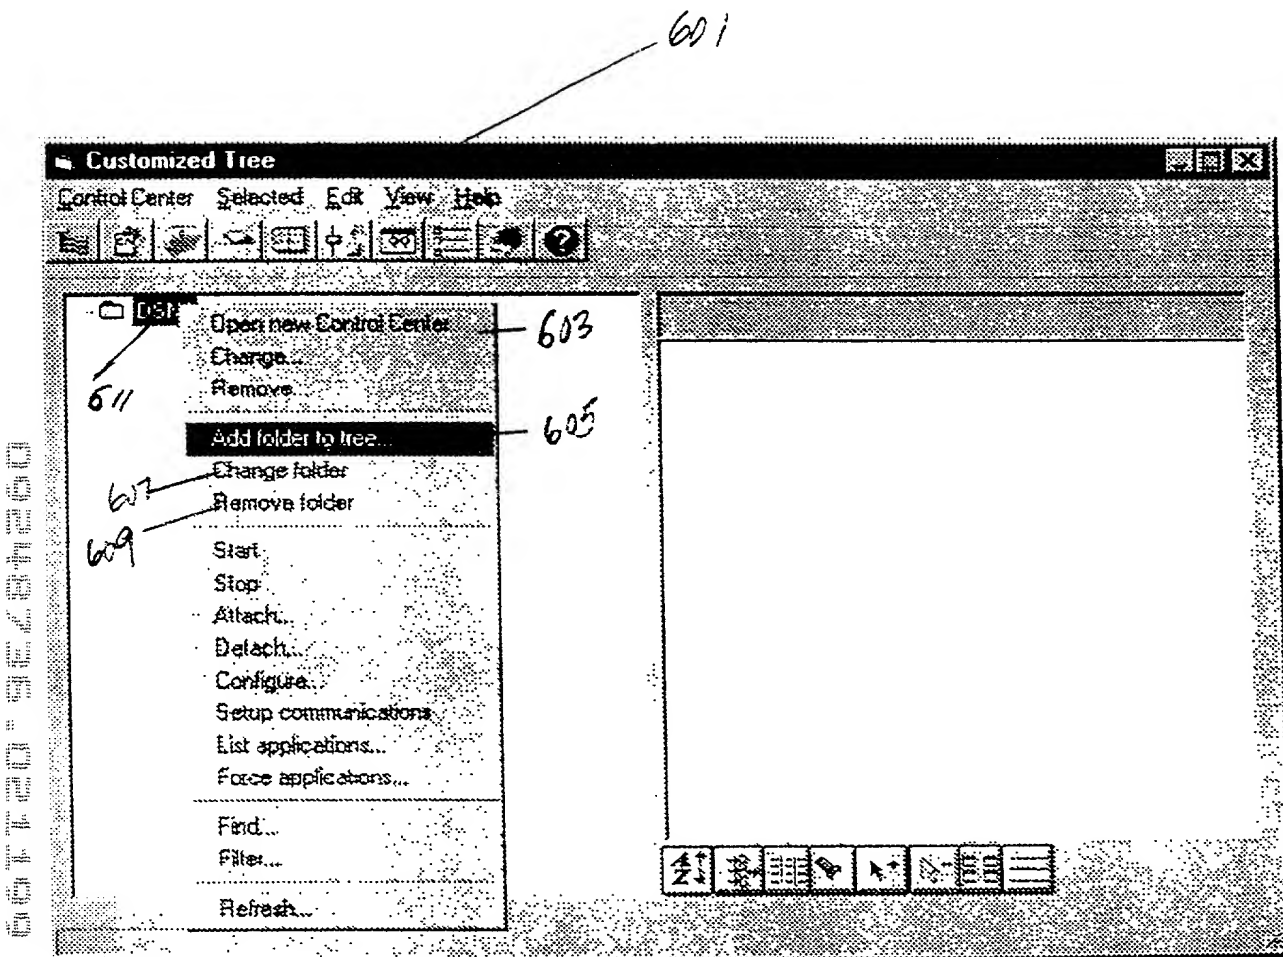 601
Customized Tree
Control Center Selected Edit View Help
Open new Control Center
603
Change...
611
Remove
Add folder to tree...
605
Change folder
607
Remove folder
609
Start
Stop
Attach...
Detach...
Configure...
Setup communications
List applications...
Force applications...
Find...
Filter...
Refresh...